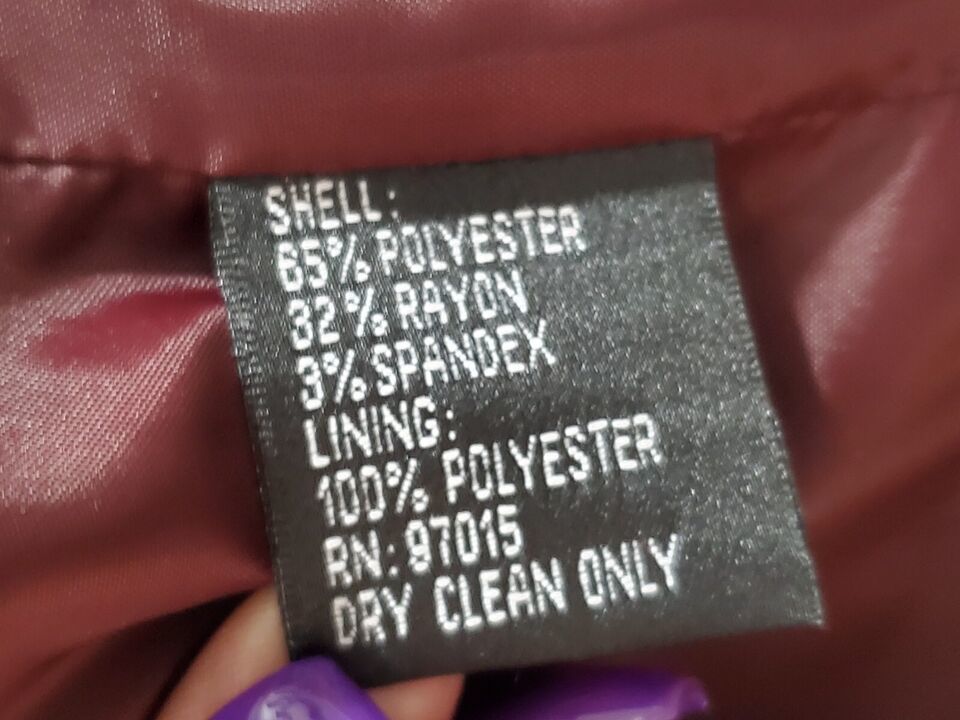 SHELL:
65% POLYESTER
32% RAYON
3% SPANDEX
LINING:
100% POLYESTER
RN: 97015
DRY CLEAN ONLY